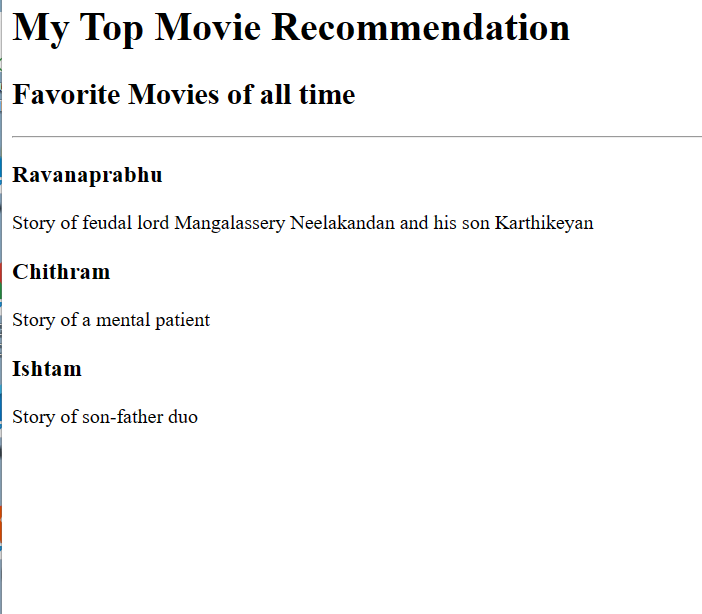 My Top Movie Recommendation
Favorite Movies of all time
Ravanaprabhu
Story of feudal lord Mangalassery Neelakandan and his son Karthikeyan
Chithram
Story of a mental patient
Ishtam
Story of son-father duo